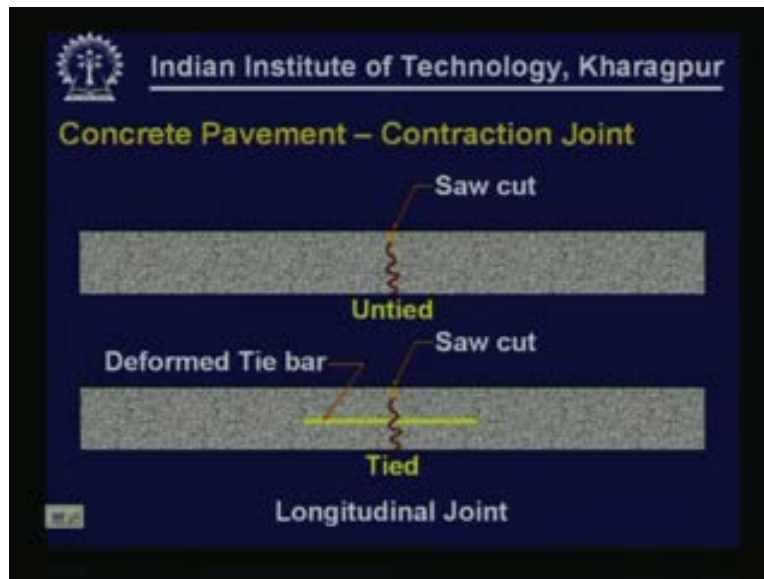 Indian Institute of Technology, Kharagpur
Concrete Pavement – Contraction Joint
Saw cut
Untied
Saw cut
Deformed Tie bar
Tied
Longitudinal Joint